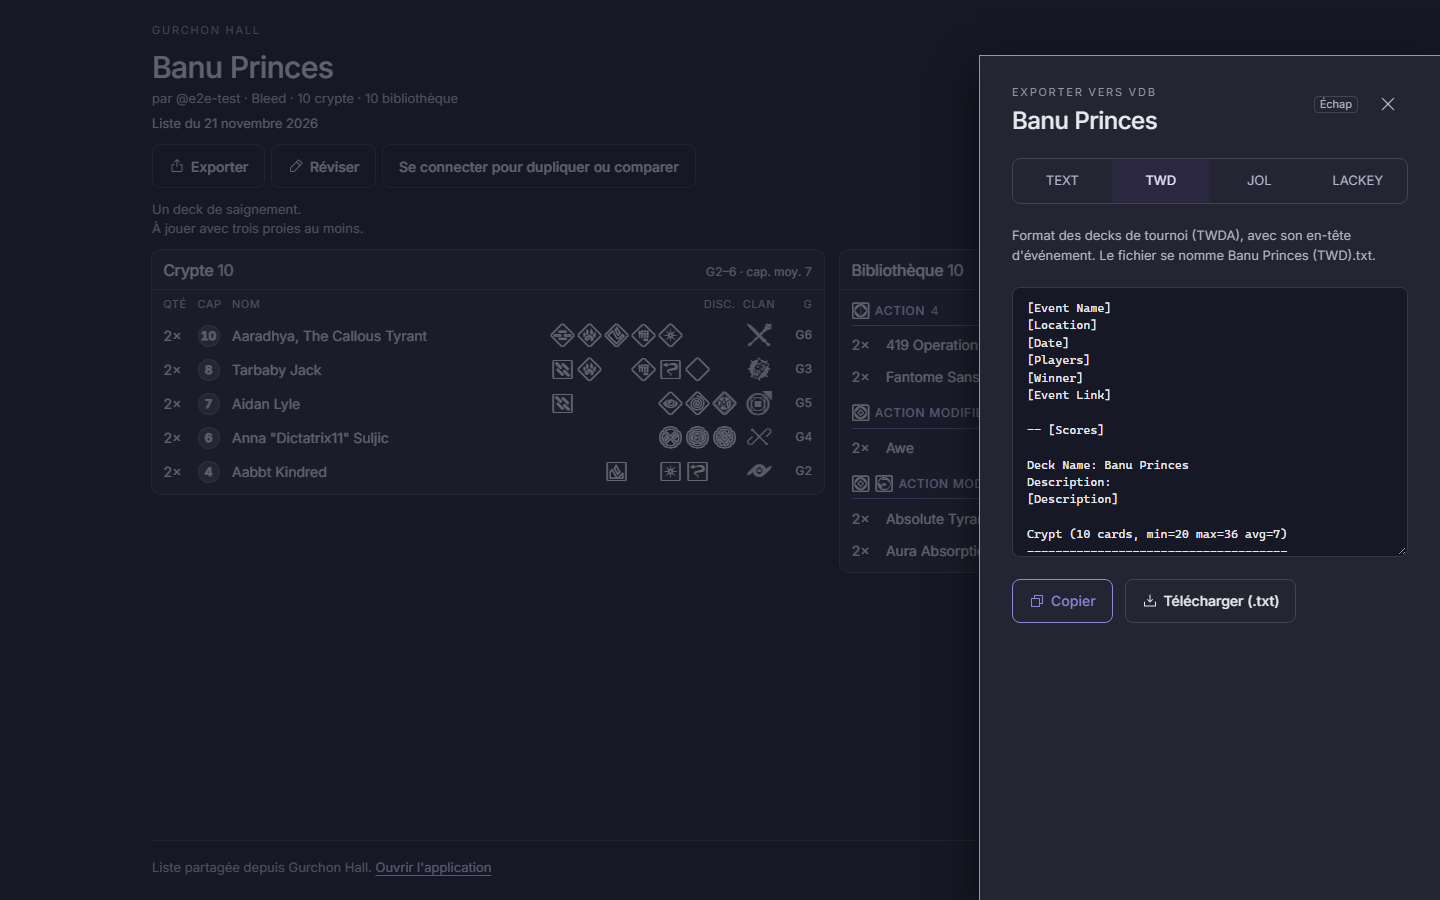 GURCHON HALL
Banu Princes
par @e2e-test · Bleed · 10 crypte · 10 bibliothèque
Liste du 21 novembre 2026
Exporter
Réviser
Se connecter pour dupliquer ou comparer
Un deck de saignement.
À jouer avec trois proies au moins.
Crypte 10
G2–6 · cap. moy. 7
QTÉ CAP NOM DISC. CLAN G
2× 10 Aaradhya, The Callous Tyrant G6
2× 8 Tarbaby Jack G3
2× 7 Aidan Lyle G5
2× 6 Anna "Dictatrix11" Suljic G4
2× 4 Aabbt Kindred G2
Bibliothèque 10
ACTION 4
2× 419 Operation
2× Fantome Sans
ACTION MODIFIE
2× Awe
ACTION MOD
2× Absolute Tyra
2× Aura Absorpti
Liste partagée depuis Gurchon Hall. Ouvrir l'application
EXPORTER VERS VDB
Banu Princes
Échap
TEXT TWD JOL LACKEY
Format des decks de tournoi (TWDA), avec son en-tête
d'événement. Le fichier se nomme Banu Princes (TWD).txt.
[Event Name]
[Location]
[Date]
[Players]
[Winner]
[Event Link]
-- [Scores]
Deck Name: Banu Princes
Description:
[Description]
Crypt (10 cards, min=20 max=36 avg=7)
-------------------------------------
Copier
Télécharger (.txt)